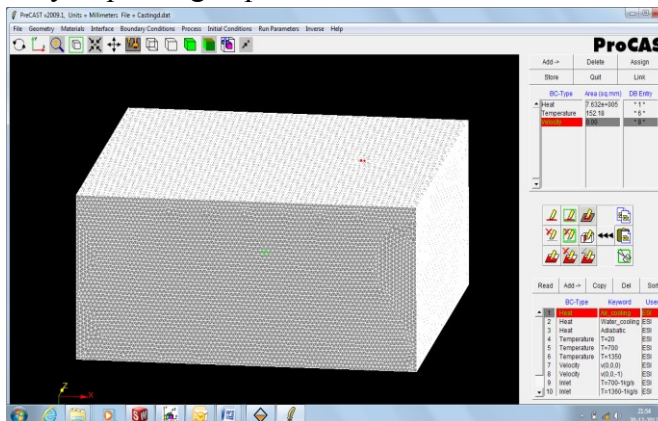 PreCAST v2009.1, Units = Millimeters File = Castingd.dat
File Geometry Materials Interface Boundary Conditions Process Initial Conditions Run Parameters Inverse Help
ProCAS
Add-> Delete Assign
Store Quit Link
BC-Type Area (sq.mm) DB Entry
Heat 7.632e+005 * 1 *
Temperature 152.18 * 6 *
Velocity 0.00 * 8 *
Read Add -> Copy Del Sort
BC-Type Keyword User
1 Heat Air_cooling ESI
2 Heat Water_cooling ESI
3 Heat Adiabatic ESI
4 Temperature T=20 ESI
5 Temperature T=700 ESI
6 Temperature T=1350 ESI
7 Velocity v(0,0,0) ESI
8 Velocity v(0,0,-1) ESI
9 Inlet T=700-1kg/s ESI
10 Inlet T=1360-1kg/s ESI
Z
X
21:54